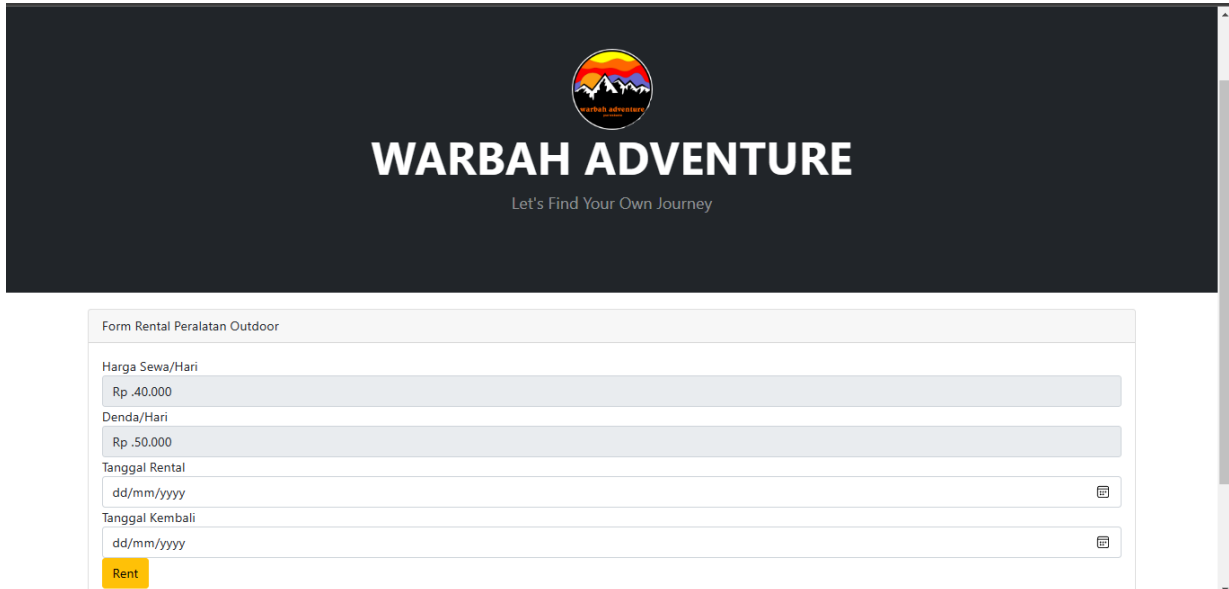 warbah adventure
WARBAH ADVENTURE
Let's Find Your Own Journey
Form Rental Peralatan Outdoor
Harga Sewa/Hari
Rp .40.000
Denda/Hari
Rp .50.000
Tanggal Rental
dd/mm/yyyy
Tanggal Kembali
dd/mm/yyyy
Rent